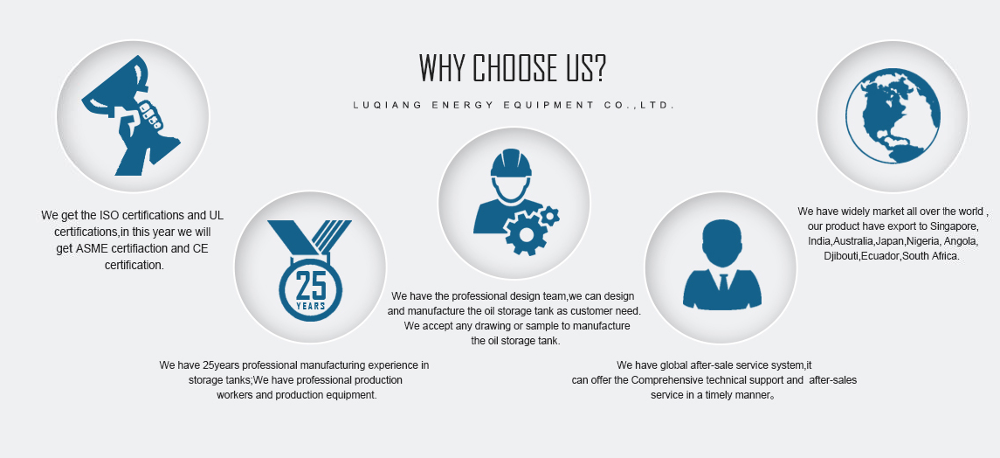 WHY CHOOSE US?
LUQIANG ENERGY EQUIPMENT CO.,LTD.
We get the ISO certifications and UL
certifications,in this year we will
get ASME certifiaction and CE
certification.
25
YEARS
We have 25years professional manufacturing experience in
storage tanks;We have professional production
workers and production equipment.
We have the professional design team,we can design
and manufacture the oil storage tank as customer need.
We accept any drawing or sample to manufacture
the oil storage tank.
We have global after-sale service system,it
can offer the Comprehensive technical support and after-sales
service in a timely manner。
We have widely market all over the world ,
our product have export to Singapore,
India,Australia,Japan,Nigeria, Angola,
Djibouti,Ecuador,South Africa.